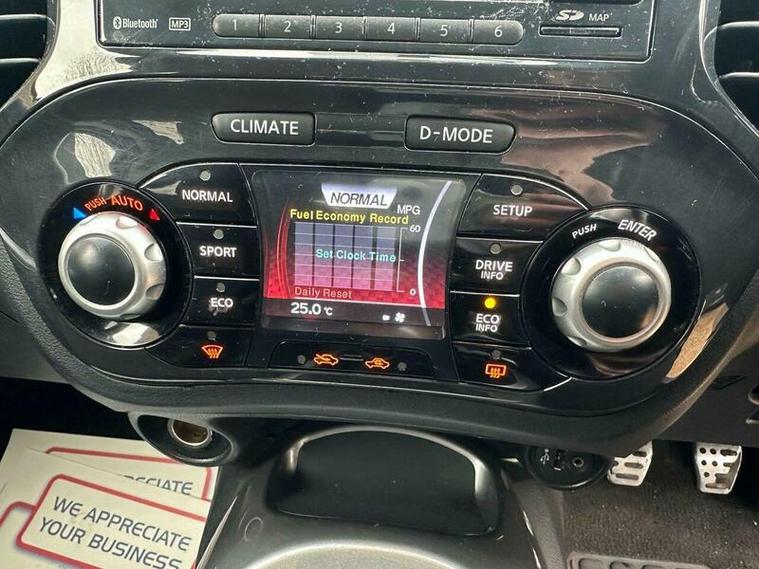 Bluetooth MP3
1 2 3 4 5 6
SD MAP
CLIMATE
D-MODE
PUSH AUTO
NORMAL
SPORT
ECO
NORMAL
Fuel Economy Record
MPG
60
Set Clock Time
0
Daily Reset
25.0 °C
SETUP
DRIVE
INFO
ECO
INFO
PUSH ENTER
RECIATE
NESS
WE APPRECIATE
YOUR BUSINESS